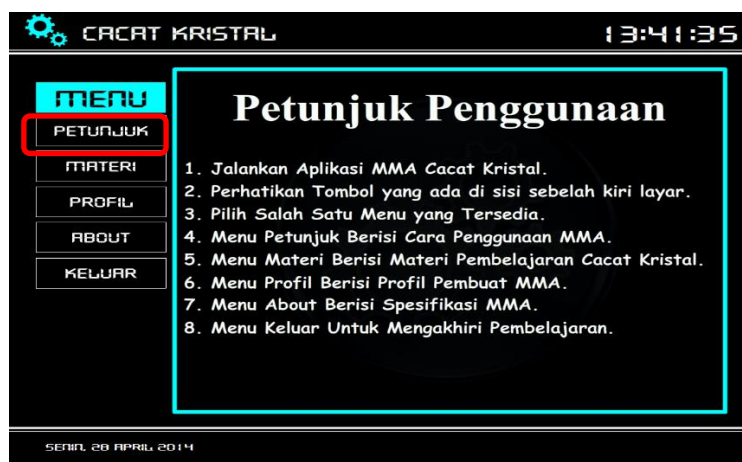 CACAT KRISTAL
13:41:35
MENU
PETUNJUK
MATERI
PROFIL
ABOUT
KELUAR
Petunjuk Penggunaan
1. Jalankan Aplikasi MMA Cacat Kristal.
2. Perhatikan Tombol yang ada di sisi sebelah kiri layar.
3. Pilih Salah Satu Menu yang Tersedia.
4. Menu Petunjuk Berisi Cara Penggunaan MMA.
5. Menu Materi Berisi Materi Pembelajaran Cacat Kristal.
6. Menu Profil Berisi Profil Pembuat MMA.
7. Menu About Berisi Spesifikasi MMA.
8. Menu Keluar Untuk Mengakhiri Pembelajaran.
SENIN, 28 APRIL 2014